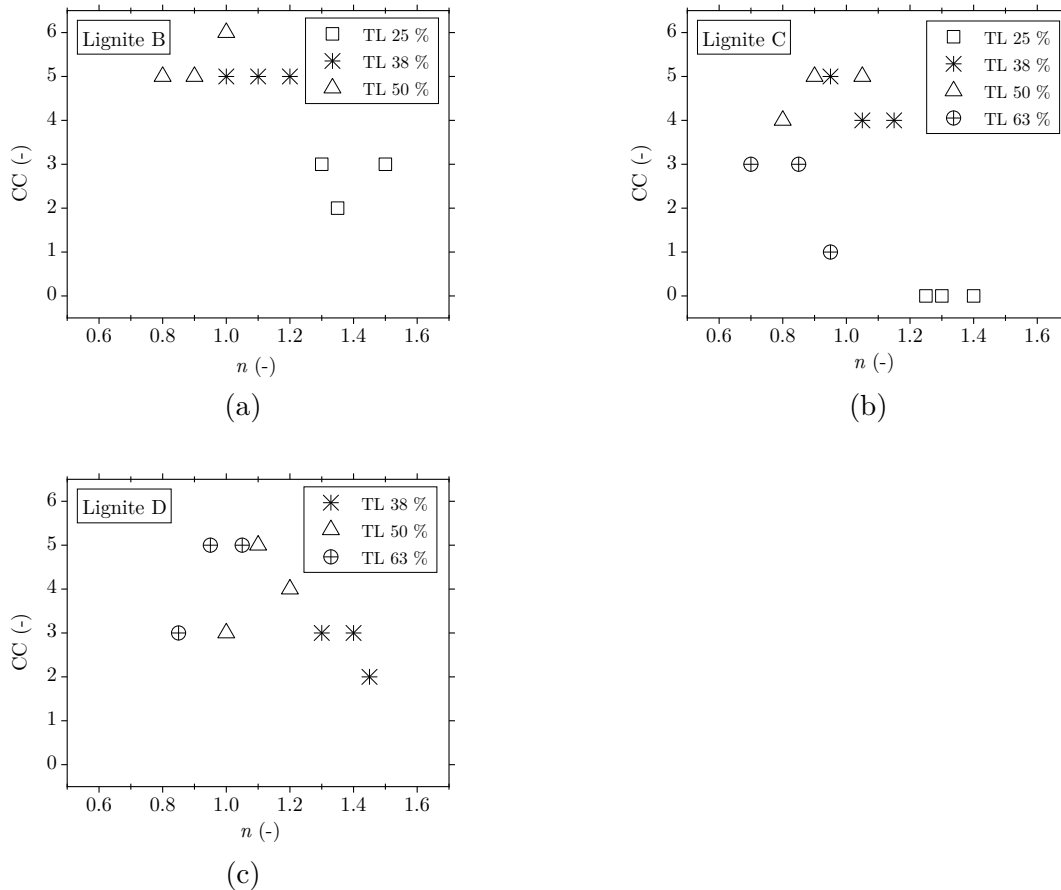 6
5
4
3
2
1
0
CC (-)
Lignite B
TL 25 %
TL 38 %
TL 50 %
0.6 0.8 1.0 1.2 1.4 1.6
n (-)
(a)
6
5
4
3
2
1
0
CC (-)
Lignite C
TL 25 %
TL 38 %
TL 50 %
TL 63 %
0.6 0.8 1.0 1.2 1.4
n (-)
(b)
6
5
4
3
2
1
0
CC (-)
Lignite D
TL 38 %
TL 50 %
TL 63 %
0.6 0.8 1.0 1.2 1.4 1.6
n (-)
(c)